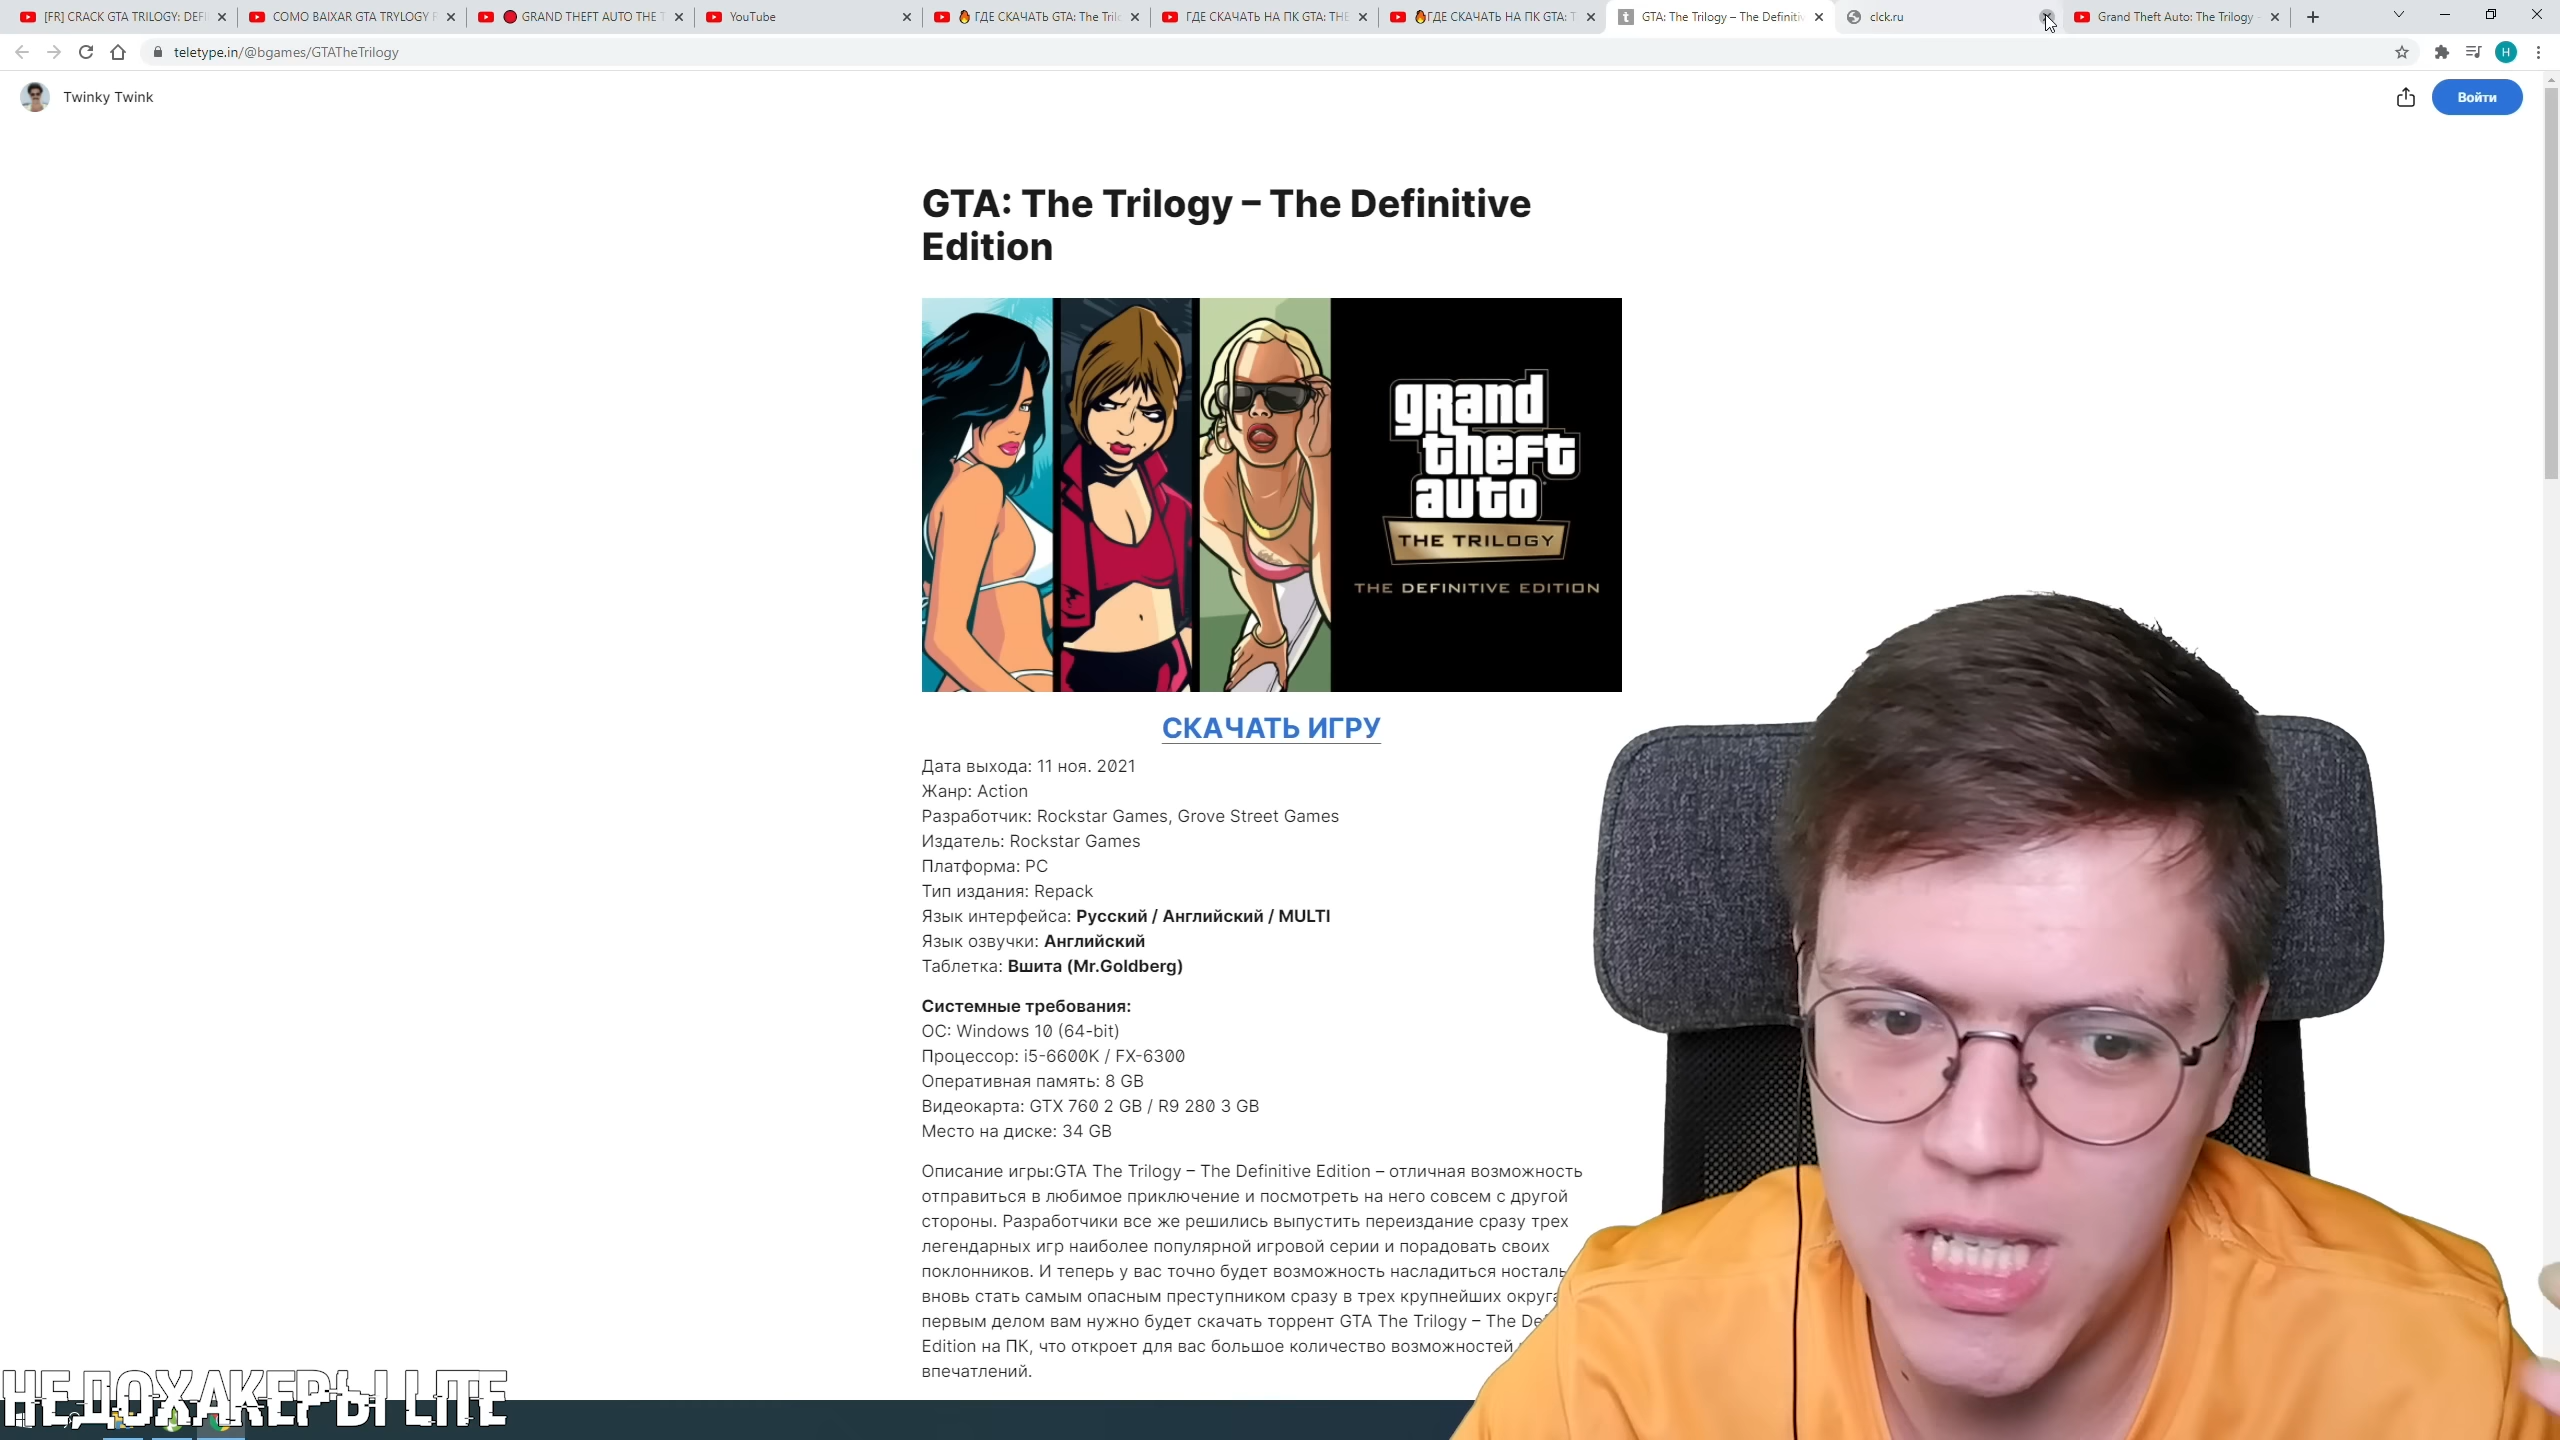 [FR] CRACK GTA TRILOGY: DEFI
COMO BAIXAR GTA TRYLOGY P
GRAND THEFT AUTO THE T
YouTube
ГДЕ СКАЧАТЬ GTA: The Tril
ГДЕ СКАЧАТЬ НА ПК GTA: THE
ГДЕ СКАЧАТЬ НА ПК GTA: T
GTA: The Trilogy – The Definitiv
clck.ru
Grand Theft Auto: The Trilogy
teletype.in/@bgames/GTATheTrilogy
H
Twinky Twink
Войти
GTA: The Trilogy – The Definitive
Edition
grand
theft
auto
THE TRILOGY
THE DEFINITIVE EDITION
СКАЧАТЬ ИГРУ
Дата выхода: 11 ноя. 2021
Жанр: Action
Разработчик: Rockstar Games, Grove Street Games
Издатель: Rockstar Games
Платформа: PC
Тип издания: Repack
Язык интерфейса: Русский / Английский / MULTI
Язык озвучки: Английский
Таблетка: Вшита (Mr.Goldberg)
Системные требования:
ОС: Windows 10 (64-bit)
Процессор: i5-6600K / FX-6300
Оперативная память: 8 GB
Видеокарта: GTX 760 2 GB / R9 280 3 GB
Место на диске: 34 GB
Описание игры:GTA The Trilogy – The Definitive Edition – отличная возможность
отправиться в любимое приключение и посмотреть на него совсем с другой
стороны. Разработчики все же решились выпустить переиздание сразу трех
легендарных игр наиболее популярной игровой серии и порадовать своих
поклонников. И теперь у вас точно будет возможность насладиться носталь
вновь стать самым опасным преступником сразу в трех крупнейших округа
первым делом вам нужно будет скачать торрент GTA The Trilogy – The De
Edition на ПК, что откроет для вас большое количество возможностей
впечатлений.
НЕДОХАКЕРЫ LITE